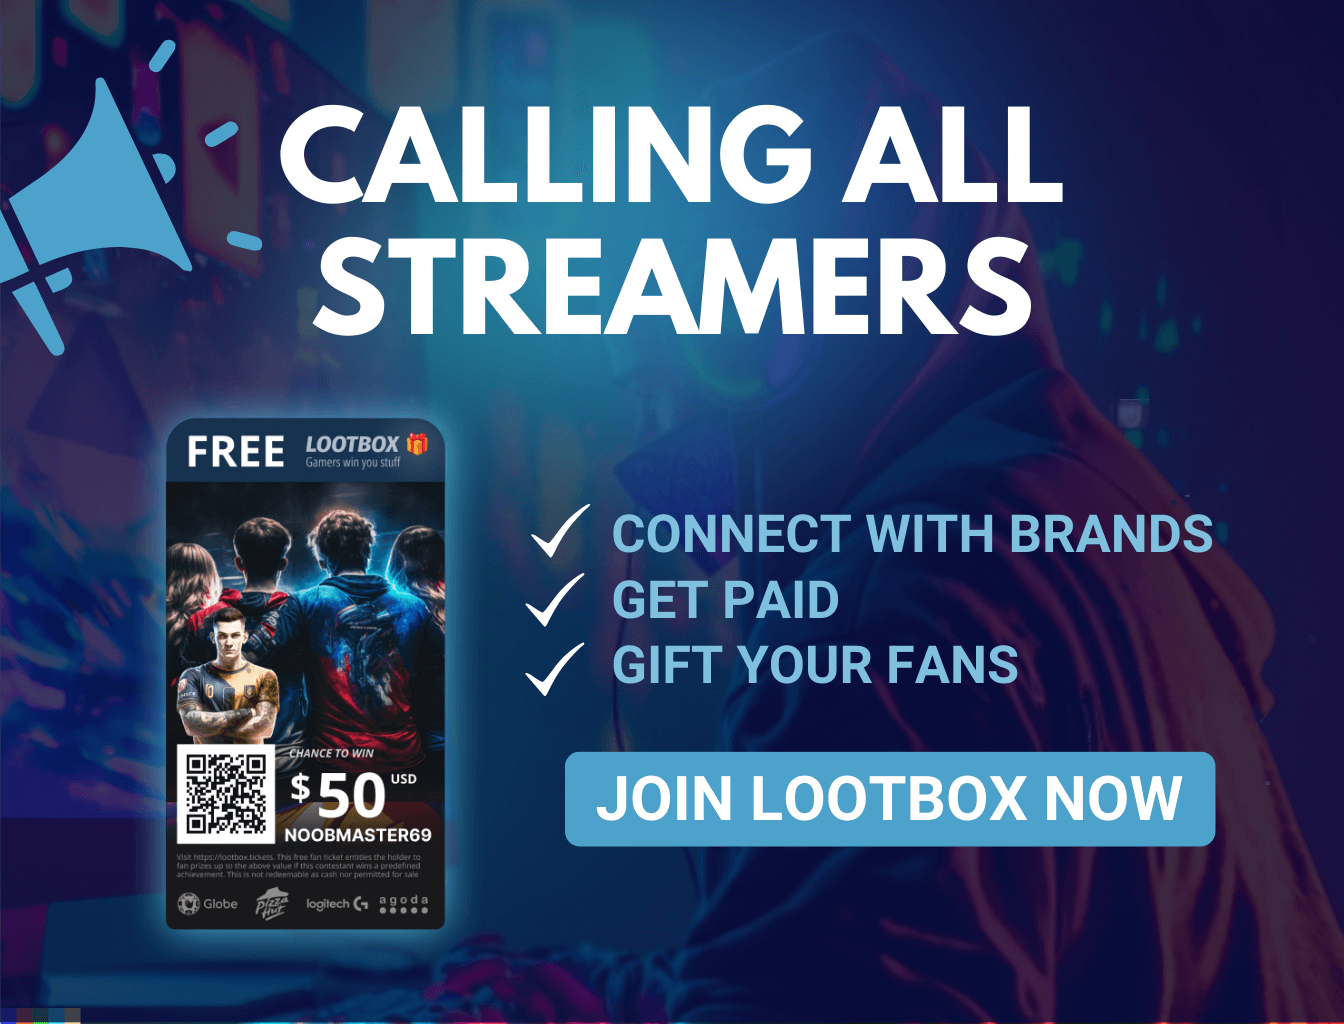 CALLING ALL
STREAMERS
FREE
LOOTBOX
Gamers win you stuff
CONNECT WITH BRANDS
GET PAID
GIFT YOUR FANS
CHANCE TO WIN
$50 USD
NOOBMASTER69
Visit https://lootbox.tickets. This free fan ticket entitles the holder to
fan prizes up to the above value if this contestant wins a predefined
achievement. This is not redeemable as cash nor permitted for sale
Globe
Pizza
Hut
logitech G
agoda
JOIN LOOTBOX NOW